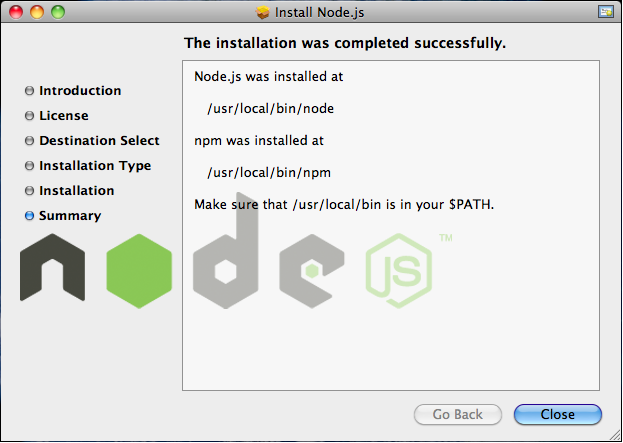 Install Node.js
The installation was completed successfully.
Introduction
License
Destination Select
Installation Type
Installation
Summary
Node.js was installed at
/usr/local/bin/node
npm was installed at
/usr/local/bin/npm
Make sure that /usr/local/bin is in your $PATH.
node
JS TM
Go Back
Close